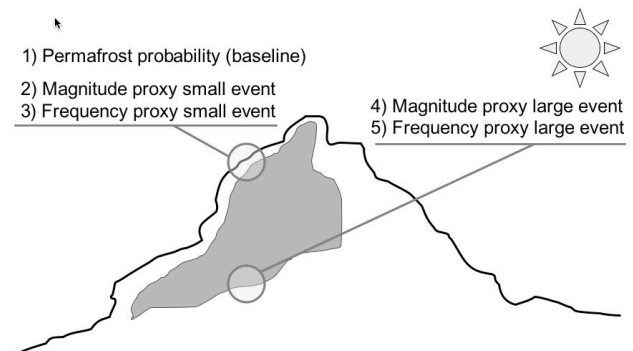 1) Permafrost probability (baseline)
2) Magnitude proxy small event
3) Frequency proxy small event
4) Magnitude proxy large event
5) Frequency proxy large event